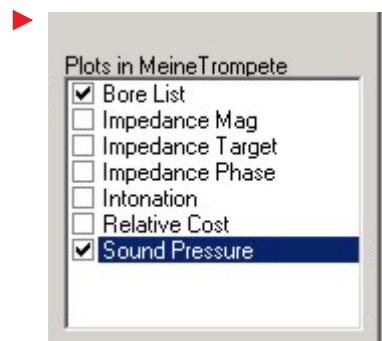 Plots in MeineTrompete
Bore List
Impedance Mag
Impedance Target
Impedance Phase
Intonation
Relative Cost
Sound Pressure